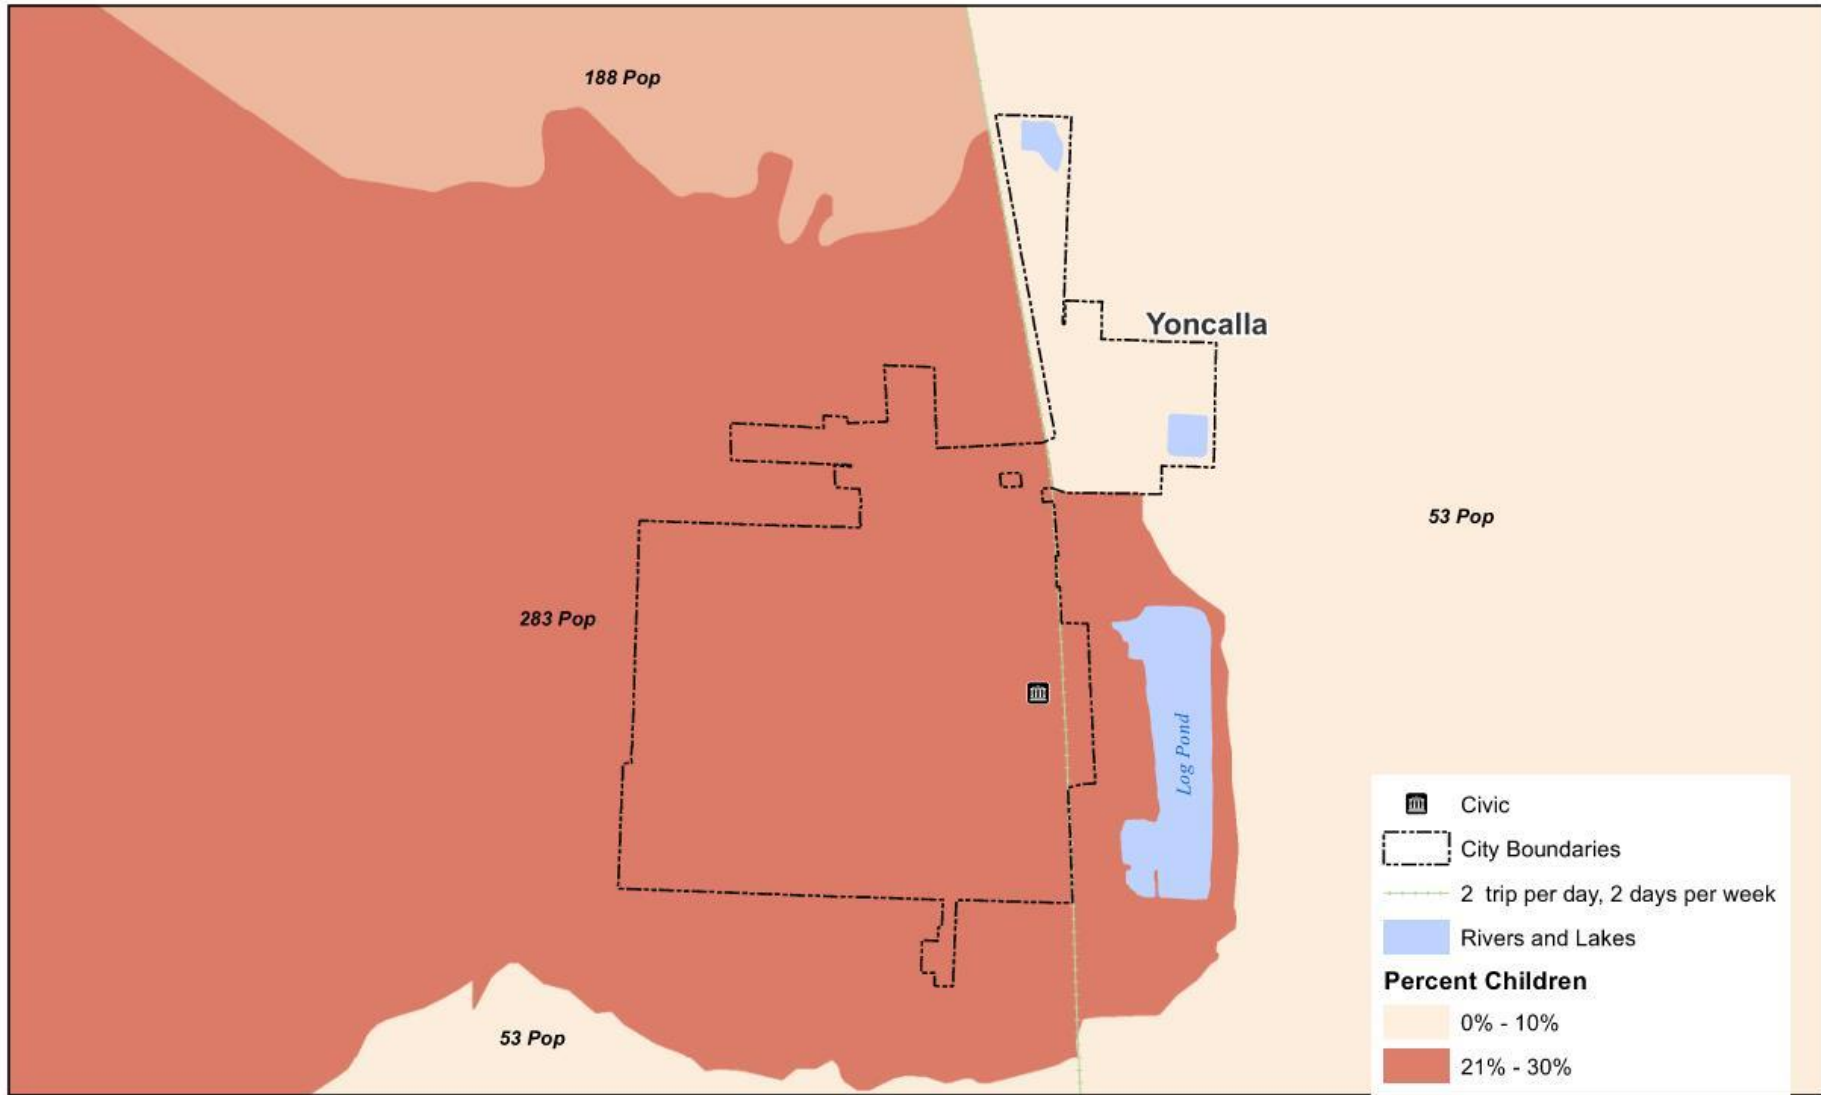 188 Pop
Yoncalla
53 Pop
283 Pop
Log Pond
53 Pop
Civic
City Boundaries
2 trip per day, 2 days per week
Rivers and Lakes
Percent Children
0% - 10%
21% - 30%